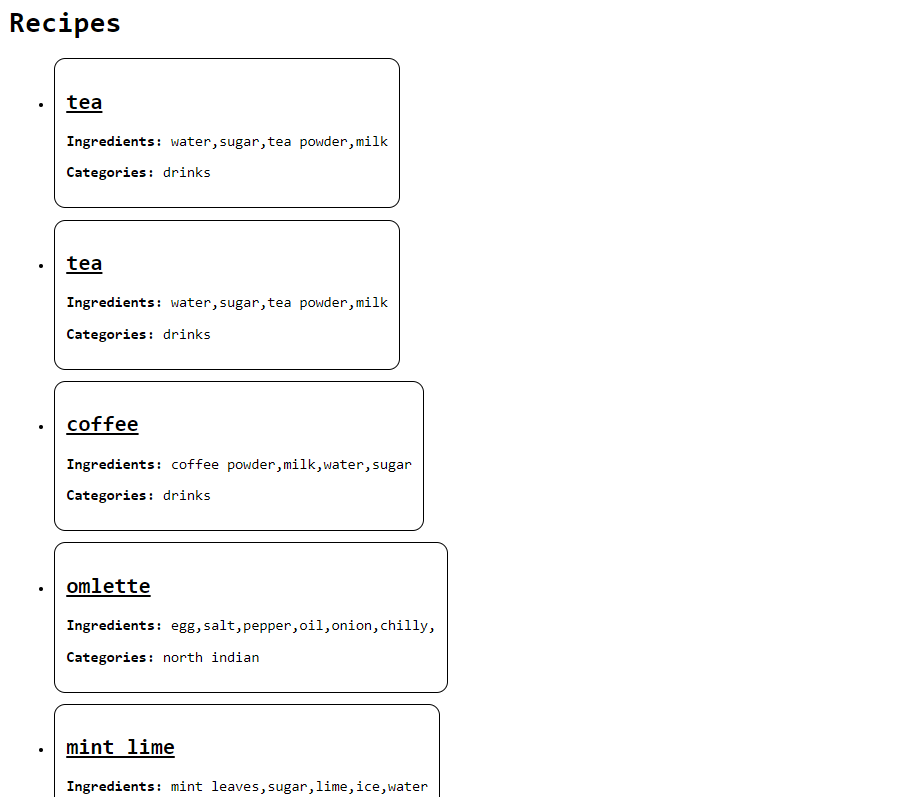 Recipes
tea
Ingredients: water,sugar,tea powder,milk
Categories: drinks
tea
Ingredients: water,sugar,tea powder,milk
Categories: drinks
coffee
Ingredients: coffee powder,milk,water,sugar
Categories: drinks
omlette
Ingredients: egg,salt,pepper,oil,onion,chilly,
Categories: north indian
mint lime
Ingredients: mint leaves,sugar,lime,ice,water